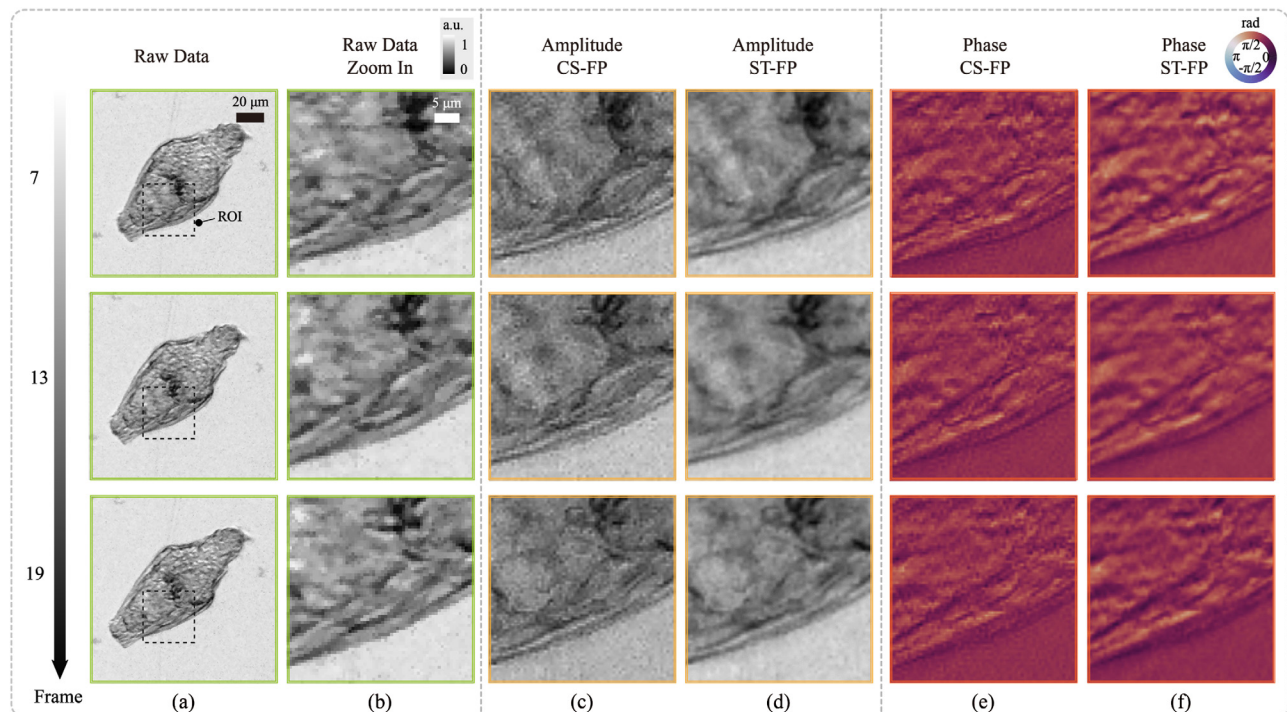 Raw Data
Raw Data
Zoom In
a.u.
1
0
Amplitude
CS-FP
Amplitude
ST-FP
Phase
CS-FP
Phase
ST-FP
rad
π/2
π
0
-π/2
20 μm
5 μm
7
ROI
13
19
Frame
(a)
(b)
(c)
(d)
(e)
(f)